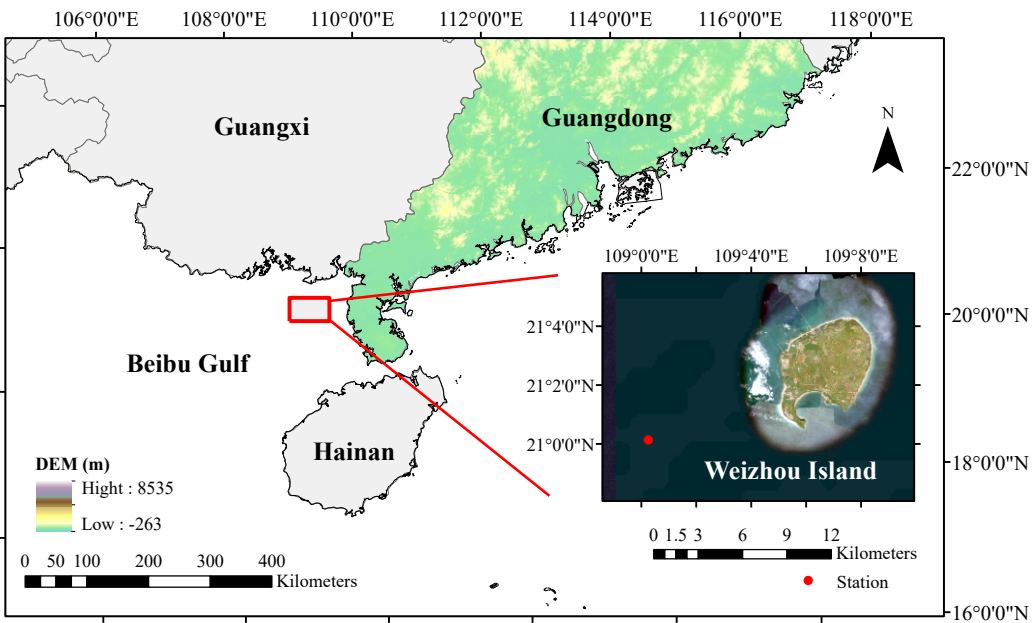 106°0'0"E 108°0'0"E 110°0'0"E 112°0'0"E 114°0'0"E 116°0'0"E 118°0'0"E
Guangxi
Guangdong
N
22°0'0"N
109°0'0"E 109°4'0"E 109°8'0"E
20°0'0"N
21°4'0"N
Beibu Gulf
21°2'0"N
21°0'0"N
Hainan
Weizhou Island
18°0'0"N
DEM (m)
Hight : 8535
Low : -263
0 1.5 3 6 9 12
Kilometers
0 50 100 200 300 400
Kilometers
Station
16°0'0"N